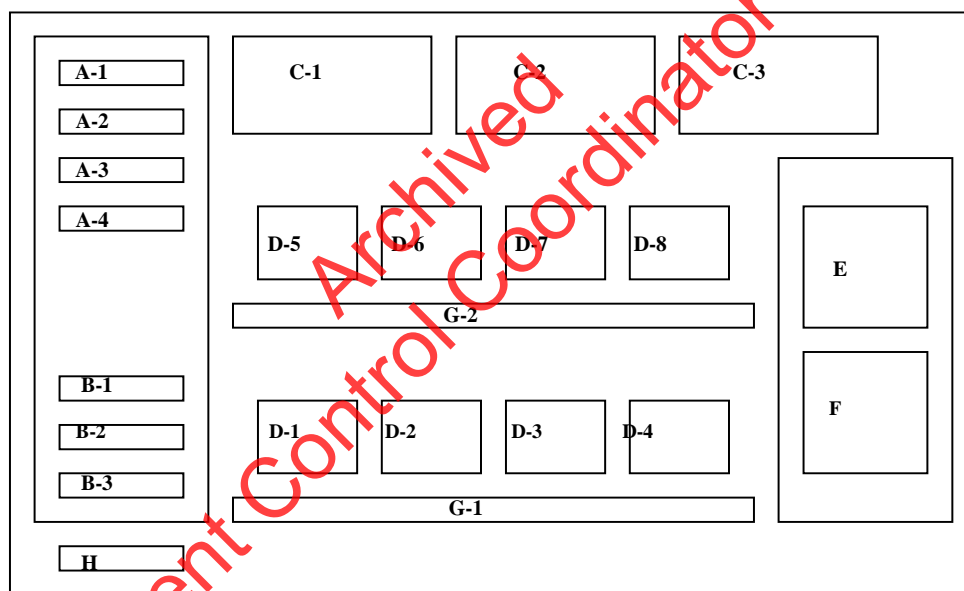 A-1
A-2
A-3
A-4
B-1
B-2
B-3
H
C-1
C-2
C-3
D-5
D-6
D-7
D-8
G-2
D-1
D-2
D-3
D-4
G-1
E
F
Archived
Control Coordinator